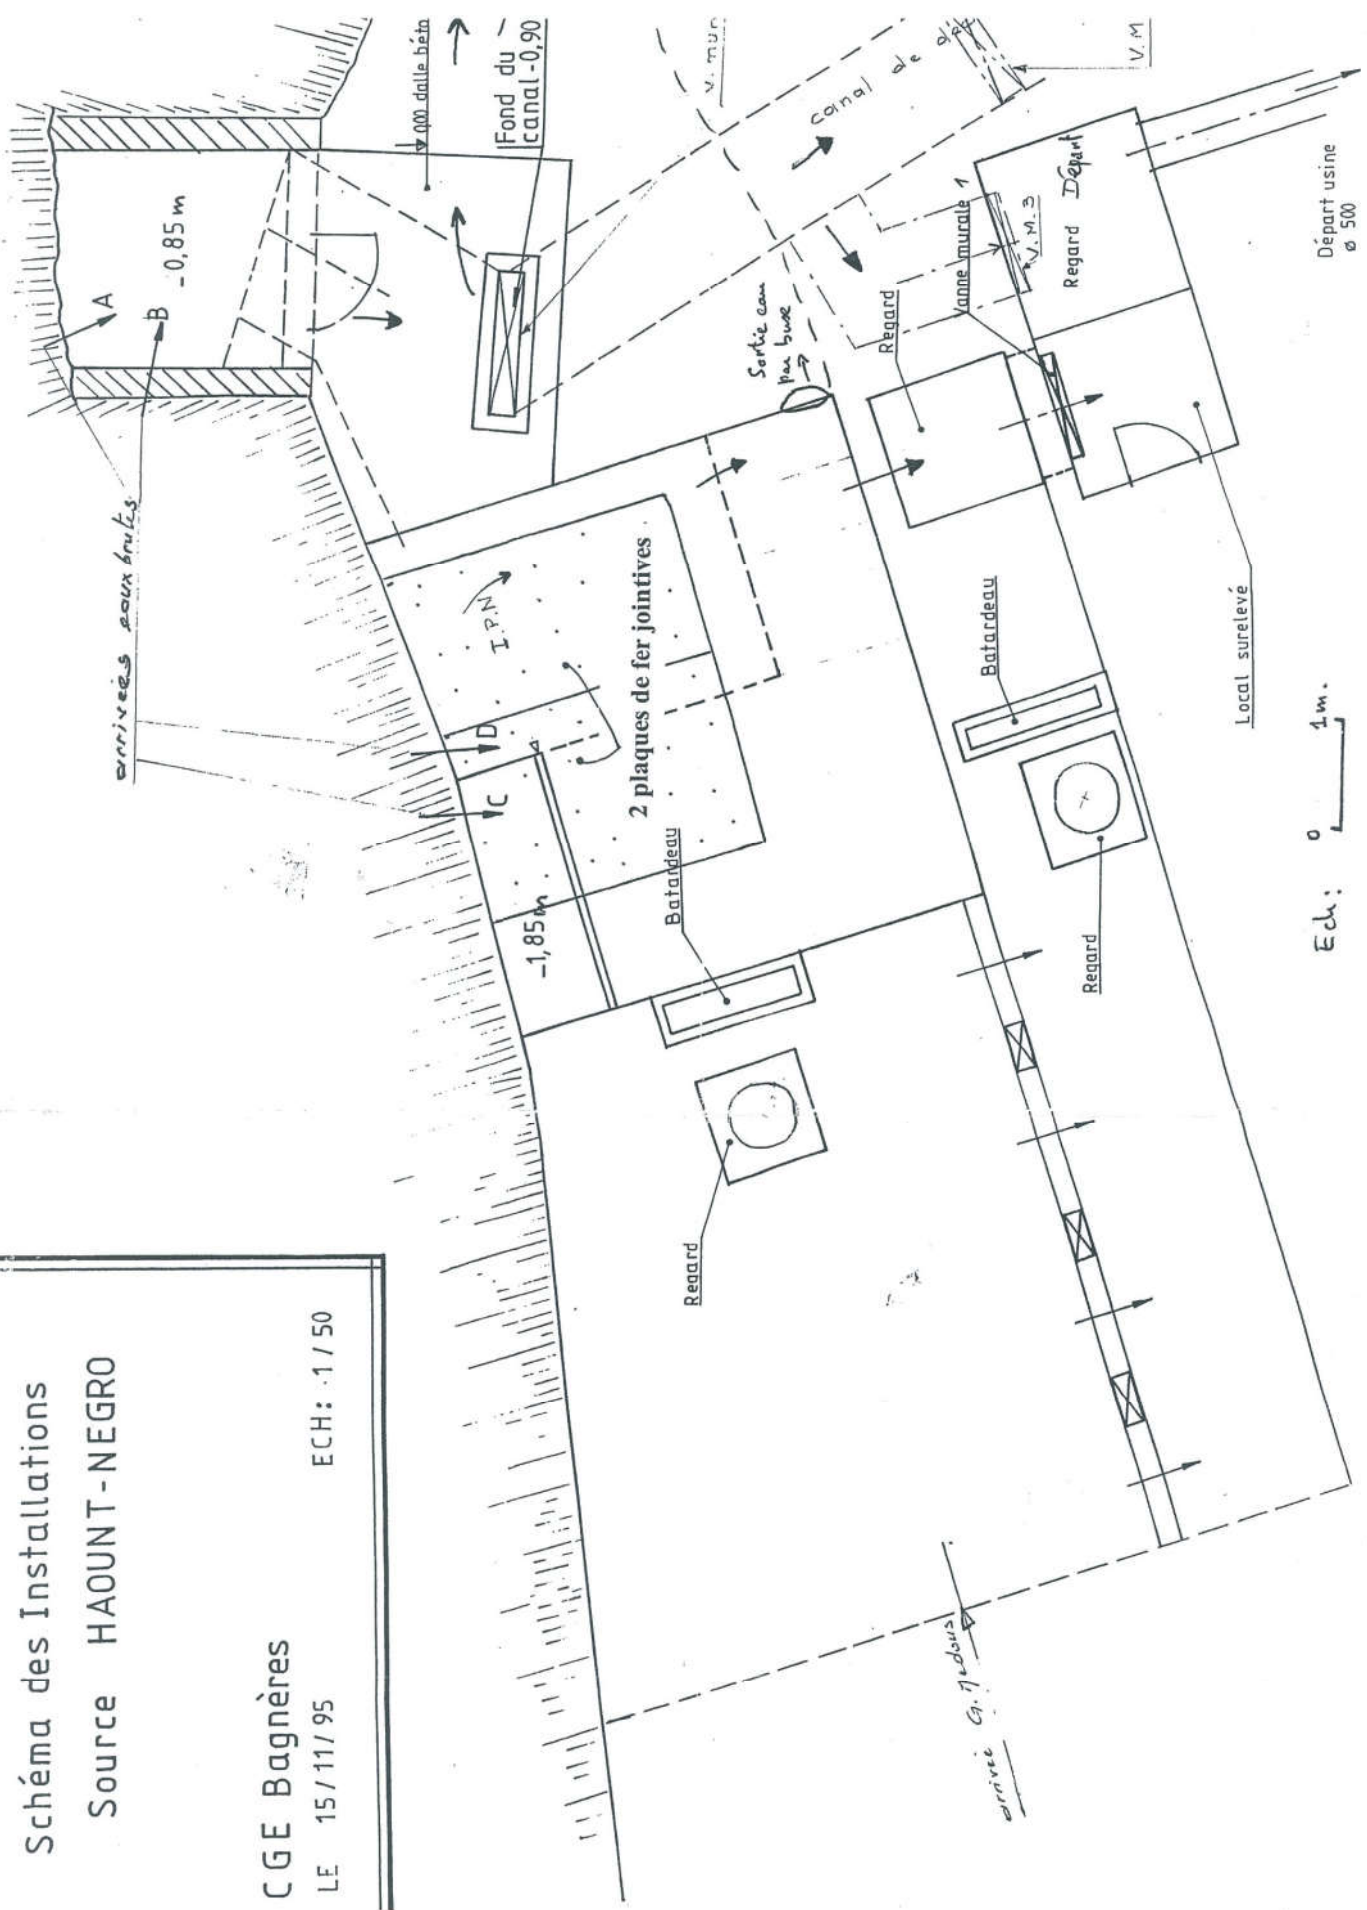 Schéma des Installations
Source HAOUNT-NEGRO
CGE Bagnères
LE 15/11/95
ECH: 1/50
arrivées eaux brutes
A
B
-0,85 m
0,00 dalle béto
Fond du
canal -0,90
V. mur
canal de
V.M
Sortie eau
par buse
Regard
Vanne murale 1
V.M.3
Regard Départ
Départ usine
ø 500
I.P.N
D
C
2 plaques de fer jointives
-1,85m
Batardeau
Batardeau
Local surelevé
Regard
Regard
Ech: 0 1m.
arrivée G. Médous